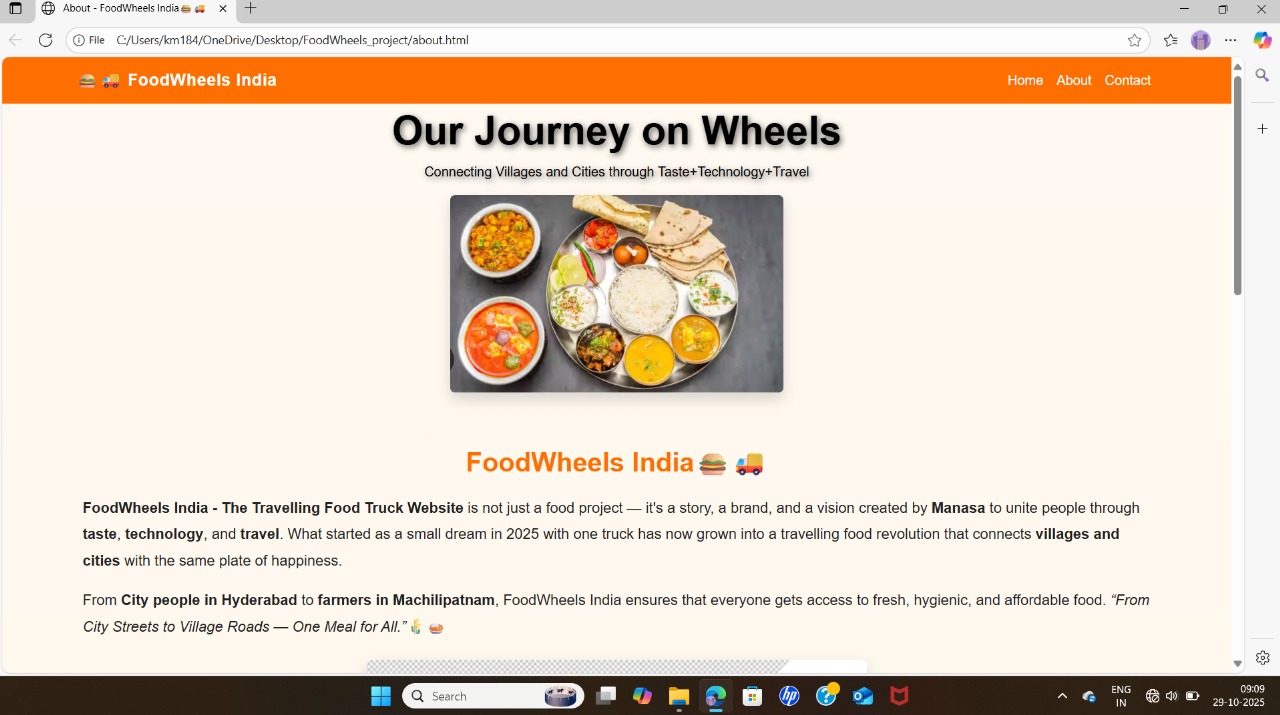 About - FoodWheels India🍔🚚
File C:/Users/km184/OneDrive/Desktop/FoodWheels_project/about.html
🍔🚚 FoodWheels India
Home About Contact
Our Journey on Wheels
Connecting Villages and Cities through Taste+Technology+Travel
FoodWheels India🍔🚚
FoodWheels India - The Travelling Food Truck Website is not just a food project — it's a story, a brand, and a vision created by Manasa to unite people through
taste, technology, and travel. What started as a small dream in 2025 with one truck has now grown into a travelling food revolution that connects villages and
cities with the same plate of happiness.
From City people in Hyderabad to farmers in Machilipatnam, FoodWheels India ensures that everyone gets access to fresh, hygienic, and affordable food. “From
City Streets to Village Roads — One Meal for All.”🌾🍛
Search
hp
ENG
IN
09:09
29-10-2025